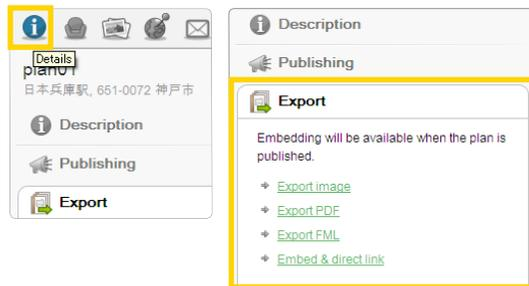 Details
plan01
日本兵庫駅, 651-0072 神戸市
Description
Publishing
Export
Description
Publishing
Export
Embedding will be available when the plan is
published.
Export image
Export PDF
Export FML
Embed & direct link